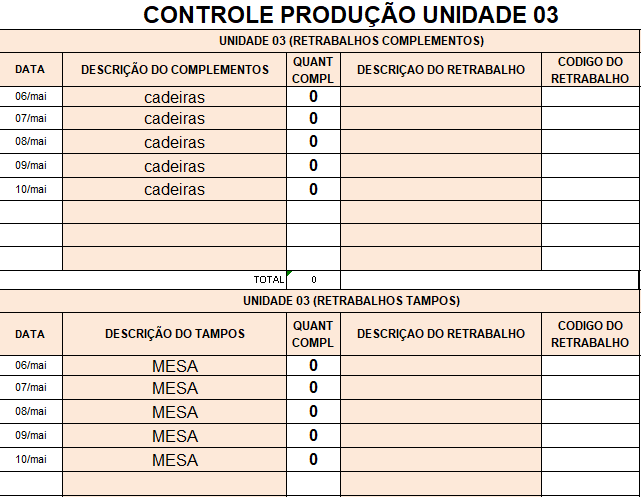 CONTROLE PRODUÇÃO UNIDADE 03
UNIDADE 03 (RETRABALHOS COMPLEMENTOS)
DATA DESCRIÇÃO DO COMPLEMENTOS QUANT COMPL DESCRIÇAO DO RETRABALHO CODIGO DO RETRABALHO
06/mai cadeiras 0
07/mai cadeiras 0
08/mai cadeiras 0
09/mai cadeiras 0
10/mai cadeiras 0
TOTAL 0
UNIDADE 03 (RETRABALHOS TAMPOS)
DATA DESCRIÇÃO DO TAMPOS QUANT COMPL DESCRIÇAO DO RETRABALHO CODIGO DO RETRABALHO
06/mai MESA 0
07/mai MESA 0
08/mai MESA 0
09/mai MESA 0
10/mai MESA 0